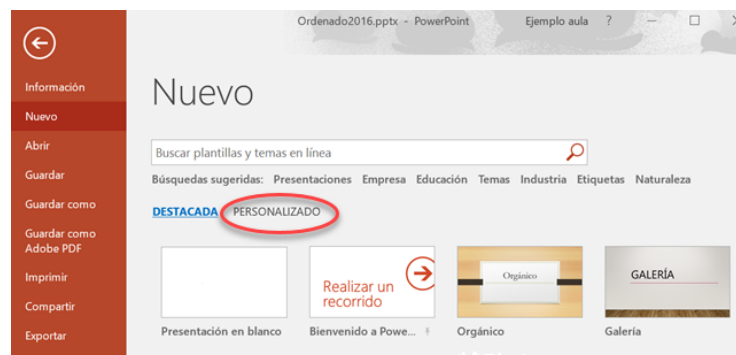 Ordenado2016.pptx - PowerPoint Ejemplo aula ?
Información
Nuevo
Abrir
Guardar
Guardar como
Guardar como
Adobe PDF
Imprimir
Compartir
Exportar
Nuevo
Buscar plantillas y temas en línea
Búsquedas sugeridas: Presentaciones Empresa Educación Temas Industria Etiquetas Naturaleza
DESTACADA PERSONALIZADO
Realizar un
recorrido
Orgánico
GALERÍA
Presentación en blanco Bienvenido a Powe... Orgánico Galería